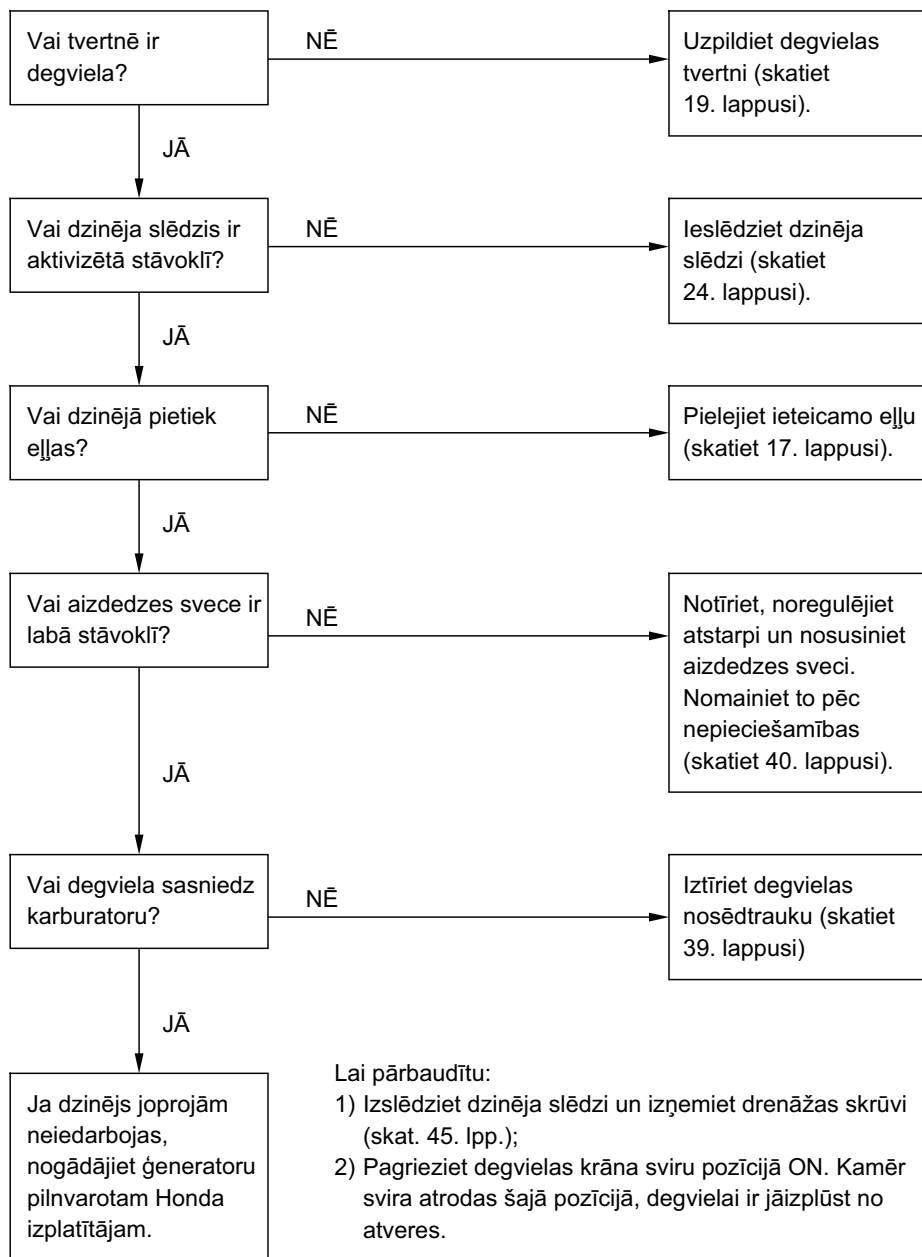 Vai tvertnē ir
degviela?
NĒ
Uzpildiet degvielas
tvertni (skatiet
19. lappusi).
JĀ
Vai dzinēja slēdzis ir
aktivizētā stāvoklī?
NĒ
Ieslēdziet dzinēja
slēdzi (skatiet
24. lappusi).
JĀ
Vai dzinējā pietiek
eļļas?
NĒ
Pielejiet ieteicamo eļļu
(skatiet 17. lappusi).
JĀ
Vai aizdedzes svece ir
labā stāvoklī?
NĒ
Notīriet, noregulējiet
atstarpi un nosusiniet
aizdedzes sveci.
Nomainiet to pēc
nepieciešamības
(skatiet 40. lappusi).
JĀ
Vai degviela sasniedz
karburatoru?
NĒ
Iztīriet degvielas
nosēdtrauku (skatiet
39. lappusi)
JĀ
Ja dzinējs joprojām
neiedarbojas,
nogādājiet ģeneratoru
pilnvarotam Honda
izplatītājam.
Lai pārbaudītu:
1) Izslēdziet dzinēja slēdzi un izņemiet drenāžas skrūvi
(skat. 45. lpp.);
2) Pagrieziet degvielas krāna sviru pozīcijā ON. Kamēr
svira atrodas šajā pozīcijā, degvielai ir jāizplūst no
atveres.